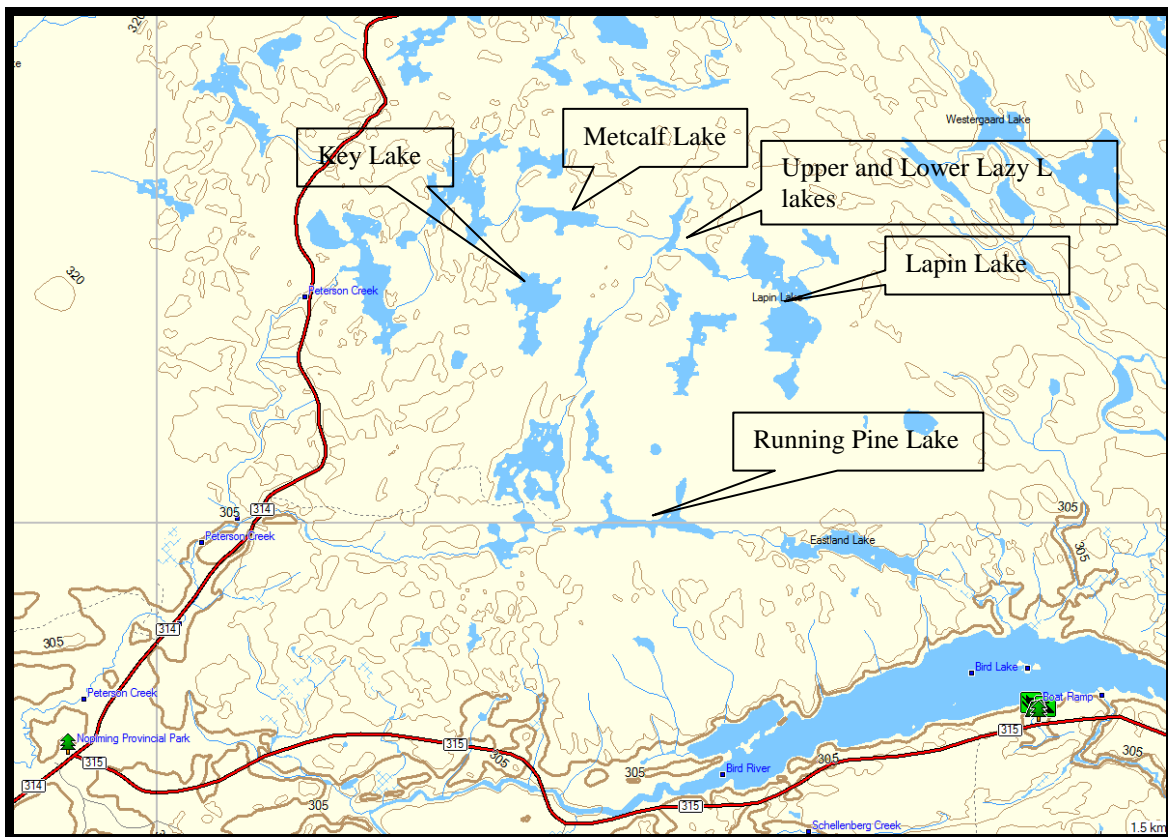 320
Westergaard Lake
Metcalf Lake
Key Lake
Upper and Lower Lazy L
lakes
Lapin Lake
320
Peterson Creek
Lapin Lake
Running Pine Lake
305
314
305
Peterson Creek
Eastland Lake
305
314
305
Bird Lake
Peterson Creek
Boat Ramp
Nopiming Provincial Park
315
315
305
315
305
305
305
Bird River
314
305
315
Schellenberg Creek
1.5 km